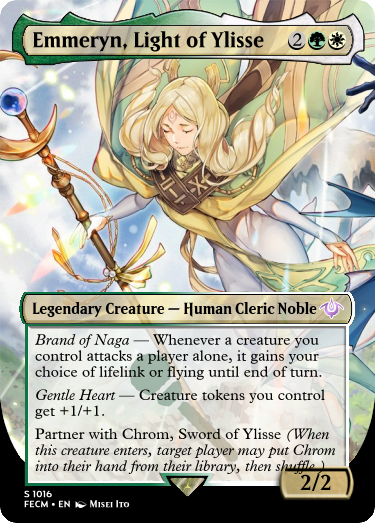 Emmeryn, Light of Ylisse 2
Legendary Creature — Human Cleric Noble
Brand of Naga — Whenever a creature you
control attacks a player alone, it gains your
choice of lifelink or flying until end of turn.
Gentle Heart — Creature tokens you control
get +1/+1.
Partner with Chrom, Sword of Ylisse (When
this creature enters, target player may put Chrom
into their hand from their library, then shuffle.)
2/2
S 1016
FECM • EN Misei Ito